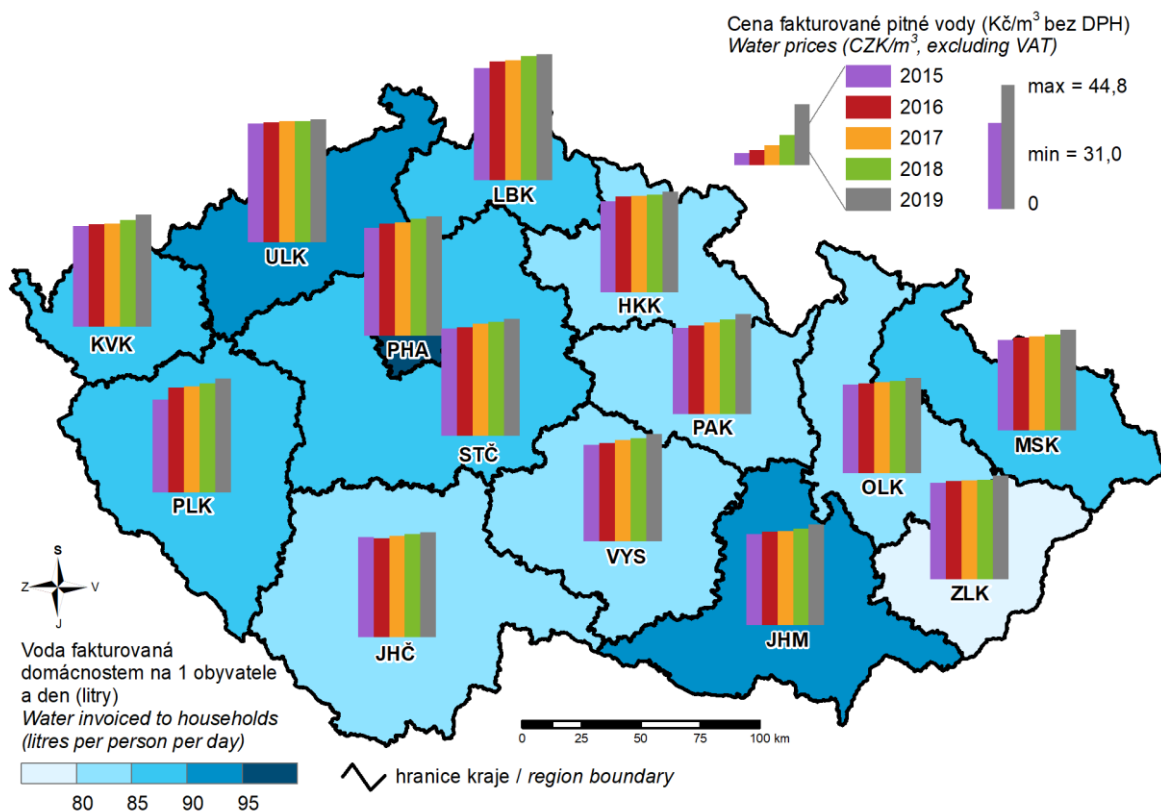 Cena fakturované pitné vody (Kč/m³ bez DPH)
Water prices (CZK/m³, excluding VAT)
2015
2016
2017
2018
2019
max = 44,8
min = 31,0
0
LBK
ULK
HKK
KVK
PHA
PAK
STČ
MSK
OLK
PLK
VYS
ZLK
JHM
JHČ
S
Z
V
J
Voda fakturovaná
domácnostem na 1 obyvatele
a den (litry)
Water invoiced to households
(litres per person per day)
80 85 90 95
0 25 50 75 100 km
hranice kraje / region boundary